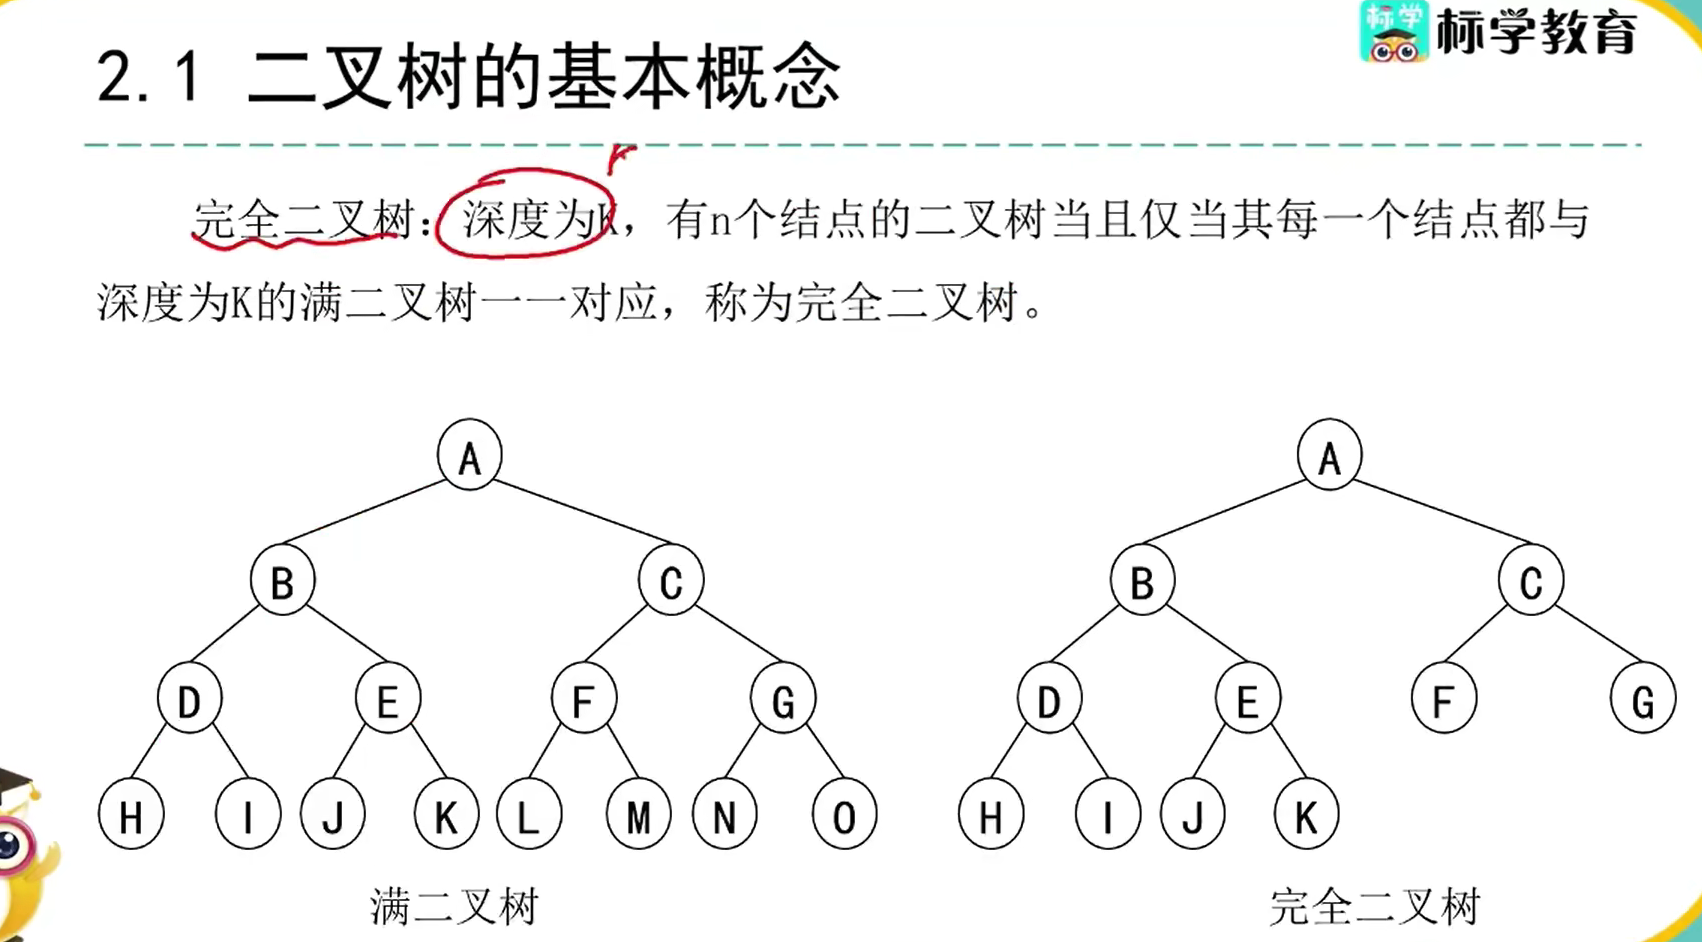 标学
标学教育
2.1 二叉树的基本概念
完全二叉树：深度为K，有n个结点的二叉树当且仅当其每一个结点都与
深度为K的满二叉树一一对应，称为完全二叉树。
A
B C
D E F G
H I J K L M N O
满二叉树
A
B C
D E F G
H I J K
完全二叉树